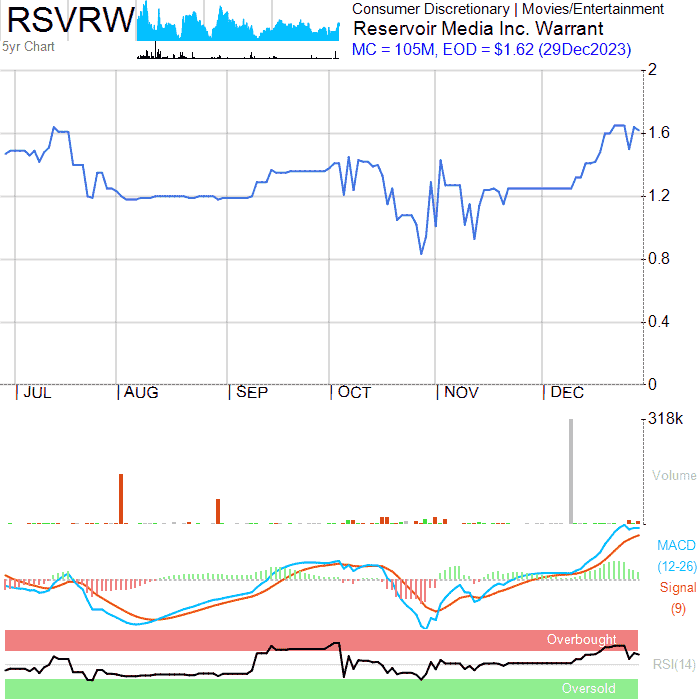 RSVRW
5yr Chart
Consumer Discretionary | Movies/Entertainment
Reservoir Media Inc. Warrant
MC = 105M, EOD = $1.62 (29Dec2023)
2
1.6
1.2
0.8
0.4
0
JUL AUG SEP OCT NOV DEC
318k
Volume
MACD
(12-26)
Signal
(9)
Overbought
RSI(14)
Oversold